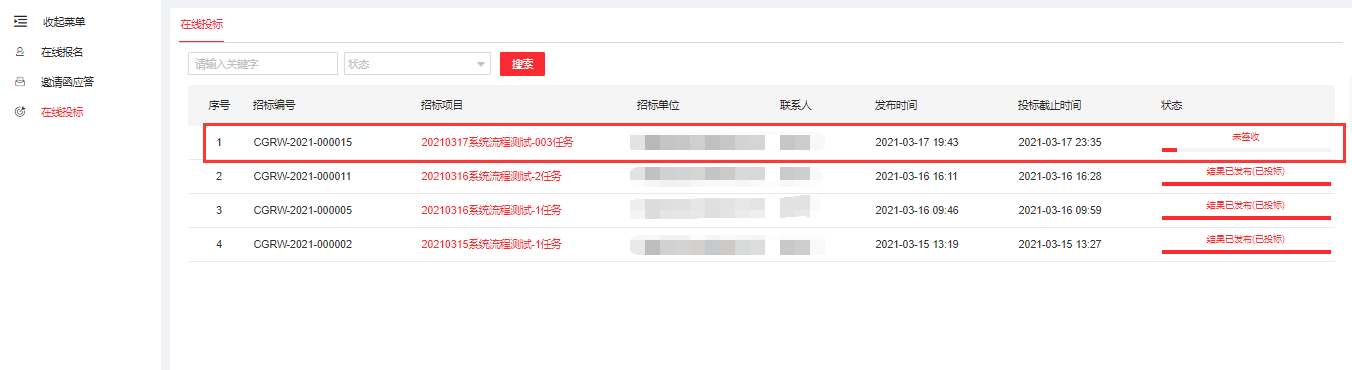 收起菜单
在线报名
邀请函应答
在线投标
在线投标
请输入关键字 状态 搜索
序号 招标编号 招标项目 招标单位 联系人 发布时间 投标截止时间 状态
1 CGRW-2021-000015 20210317系统流程测试-003任务 2021-03-17 19:43 2021-03-17 23:35 未签收
2 CGRW-2021-000011 20210316系统流程测试-2任务 2021-03-16 16:11 2021-03-16 16:28 结果已发布(已投标)
3 CGRW-2021-000005 20210316系统流程测试-1任务 2021-03-16 09:46 2021-03-16 09:59 结果已发布(已投标)
4 CGRW-2021-000002 20210315系统流程测试-1任务 2021-03-15 13:19 2021-03-15 13:27 结果已发布(已投标)